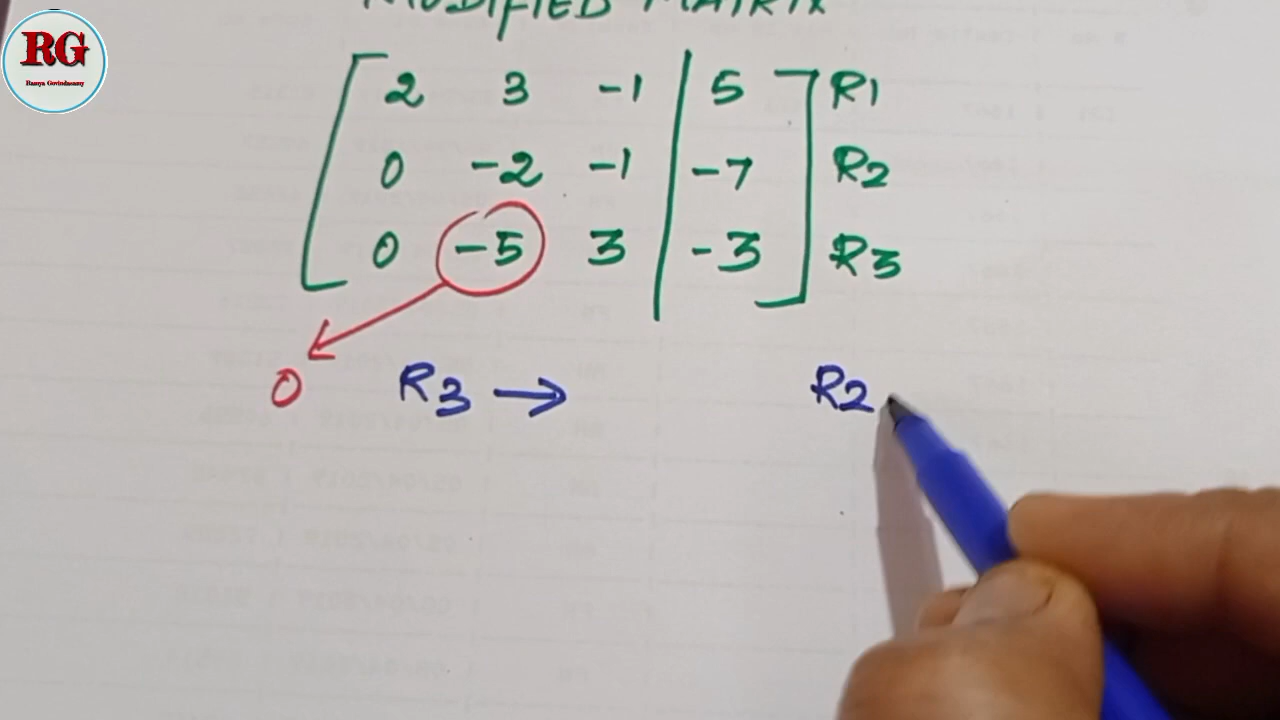 RG
Ramya Govindasamy
MODIFIED MATRIX
2 3 -1 5 R1
0 -2 -1 -7 R2
0 -5 3 -3 R3
0 R3 → R2